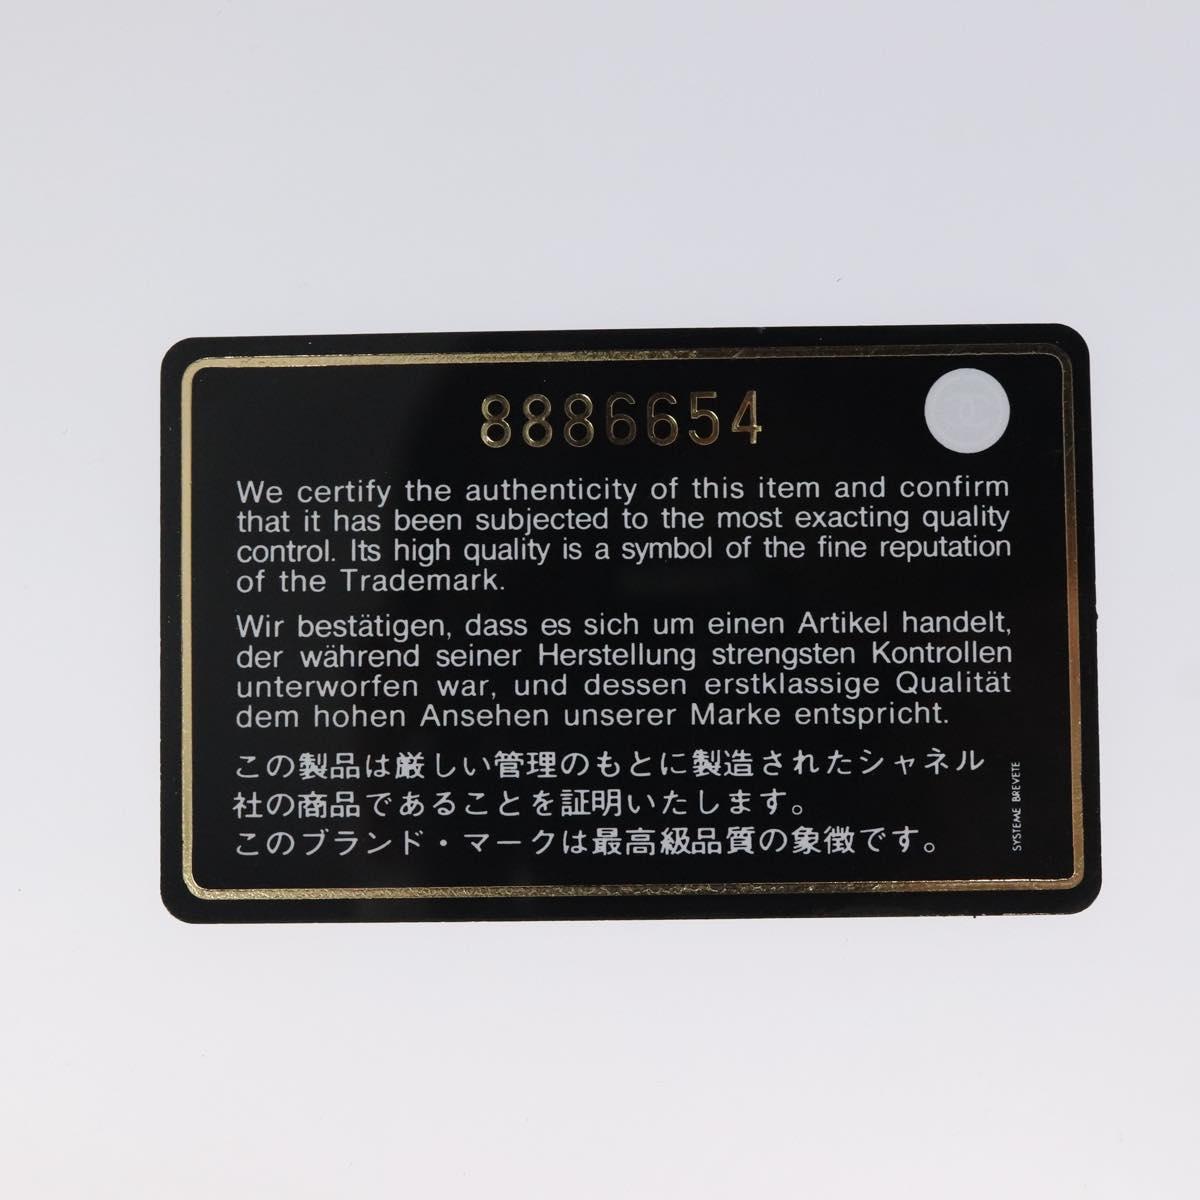 8886654
We certify the authenticity of this item and confirm
that it has been subjected to the most exacting quality
control. Its high quality is a symbol of the fine reputation
of the Trademark.
Wir bestätigen, dass es sich um einen Artikel handelt,
der während seiner Herstellung strengsten Kontrollen
unterworfen war, und dessen erstklassige Qualität
dem hohen Ansehen unserer Marke entspricht.
この製品は厳しい管理のもとに製造されたシャネル
社の商品であることを証明いたします。
このブランド・マークは最高級品質の象徴です。
SYSTEME BREVETE